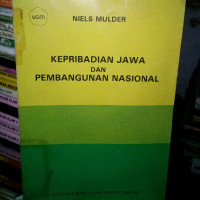 ugm
NIELS MULDER
KEPRIBADIAN JAWA
DAN
PEMBANGUNAN NASIONAL